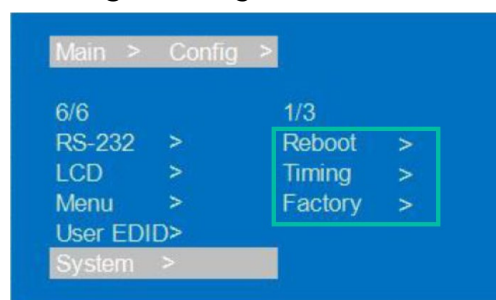 Main > Config >
6/6
RS-232 >
LCD >
Menu >
User EDID>
System >
1/3
Reboot >
Timing >
Factory >